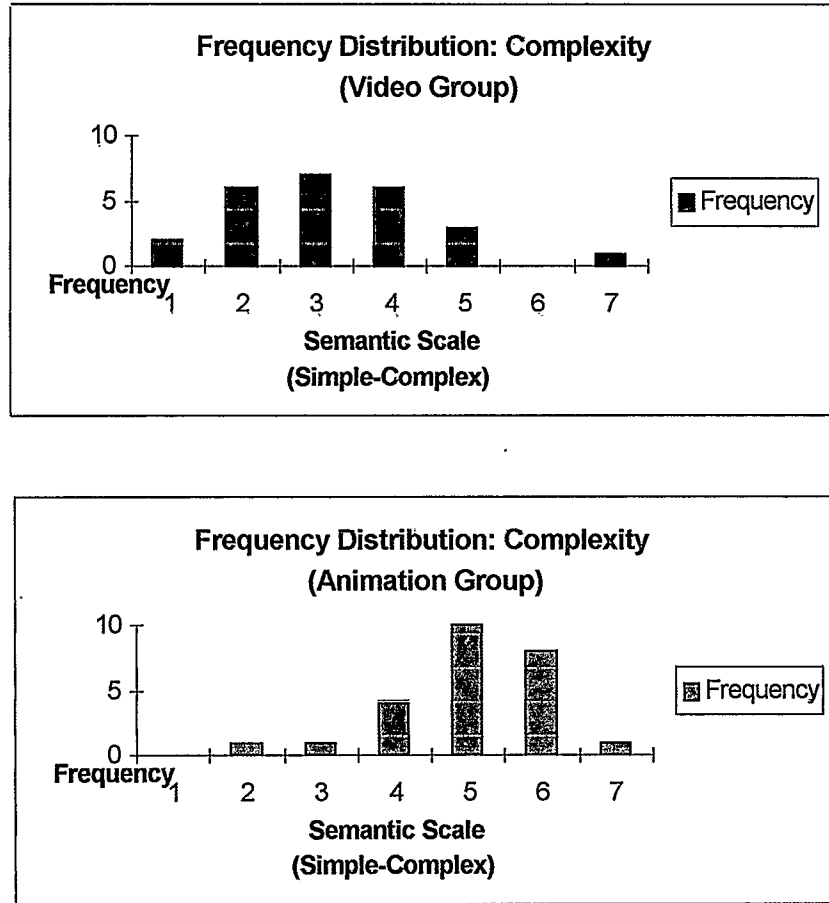 Frequency Distribution: Complexity
(Video Group)
10
5
0
Frequency
1 2 3 4 5 6 7
Semantic Scale
(Simple-Complex)
Frequency
Frequency Distribution: Complexity
(Animation Group)
10
5
0
Frequency
1 2 3 4 5 6 7
Semantic Scale
(Simple-Complex)
Frequency